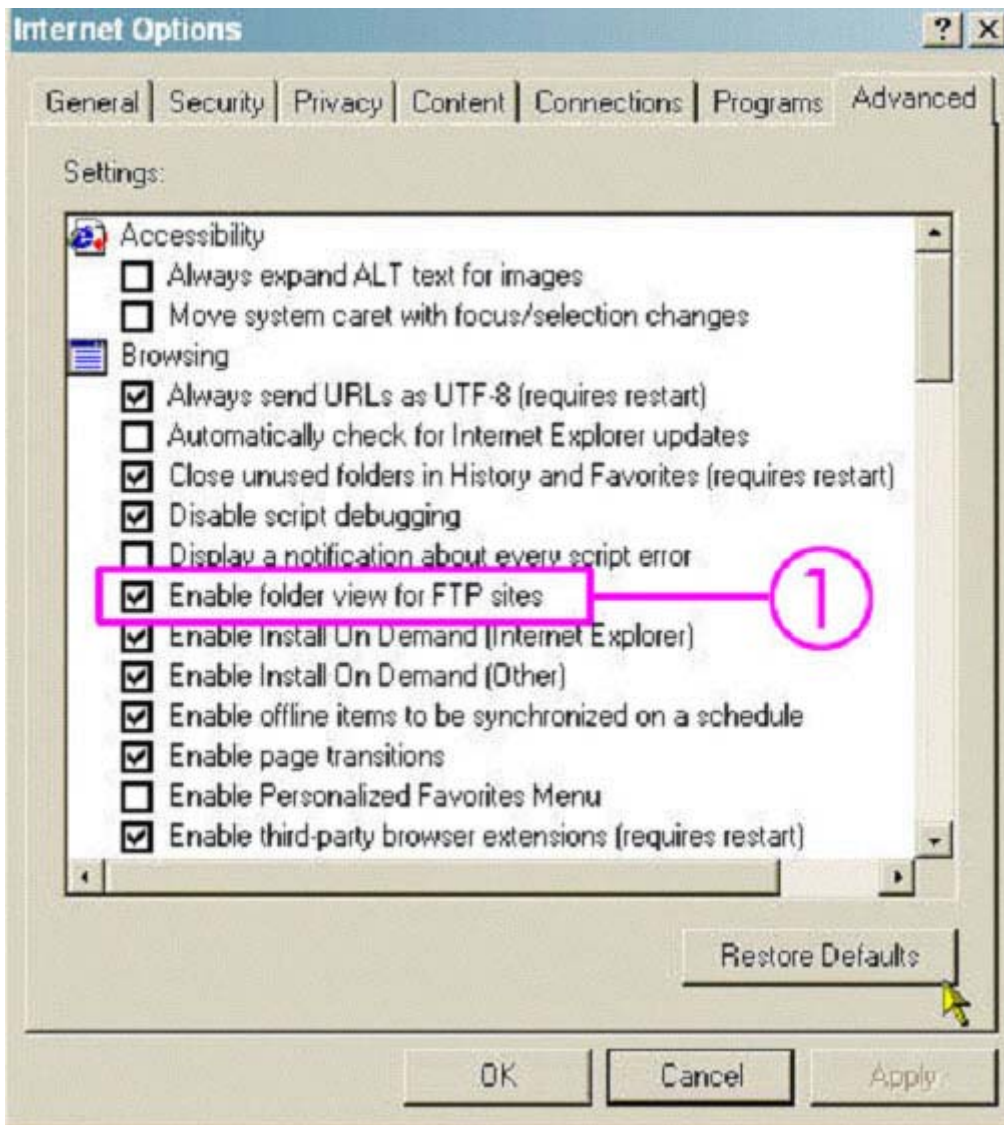 Internet Options
General Security Privacy Content Connections Programs Advanced
Settings:
Accessibility
Always expand ALT text for images
Move system caret with focus/selection changes
Browsing
Always send URLs as UTF-8 (requires restart)
Automatically check for Internet Explorer updates
Close unused folders in History and Favorites (requires restart)
Disable script debugging
Display a notification about every script error
Enable folder view for FTP sites
1
Enable Install On Demand (Internet Explorer)
Enable Install On Demand (Other)
Enable offline items to be synchronized on a schedule
Enable page transitions
Enable Personalized Favorites Menu
Enable third-party browser extensions (requires restart)
Restore Defaults
OK Cancel Apply